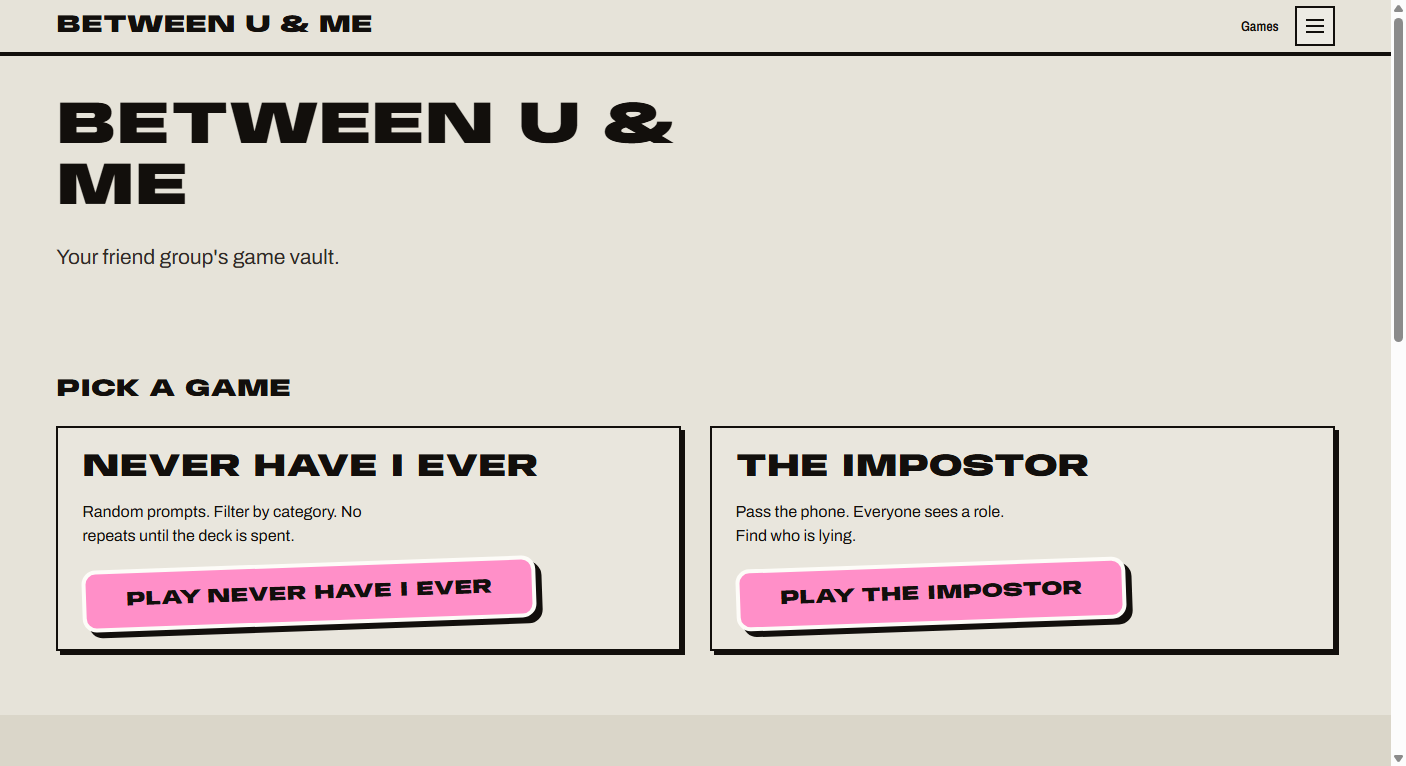 BETWEEN U & ME
Games
BETWEEN U &
ME
Your friend group's game vault.
PICK A GAME
NEVER HAVE I EVER
Random prompts. Filter by category. No
repeats until the deck is spent.
PLAY NEVER HAVE I EVER
THE IMPOSTOR
Pass the phone. Everyone sees a role.
Find who is lying.
PLAY THE IMPOSTOR